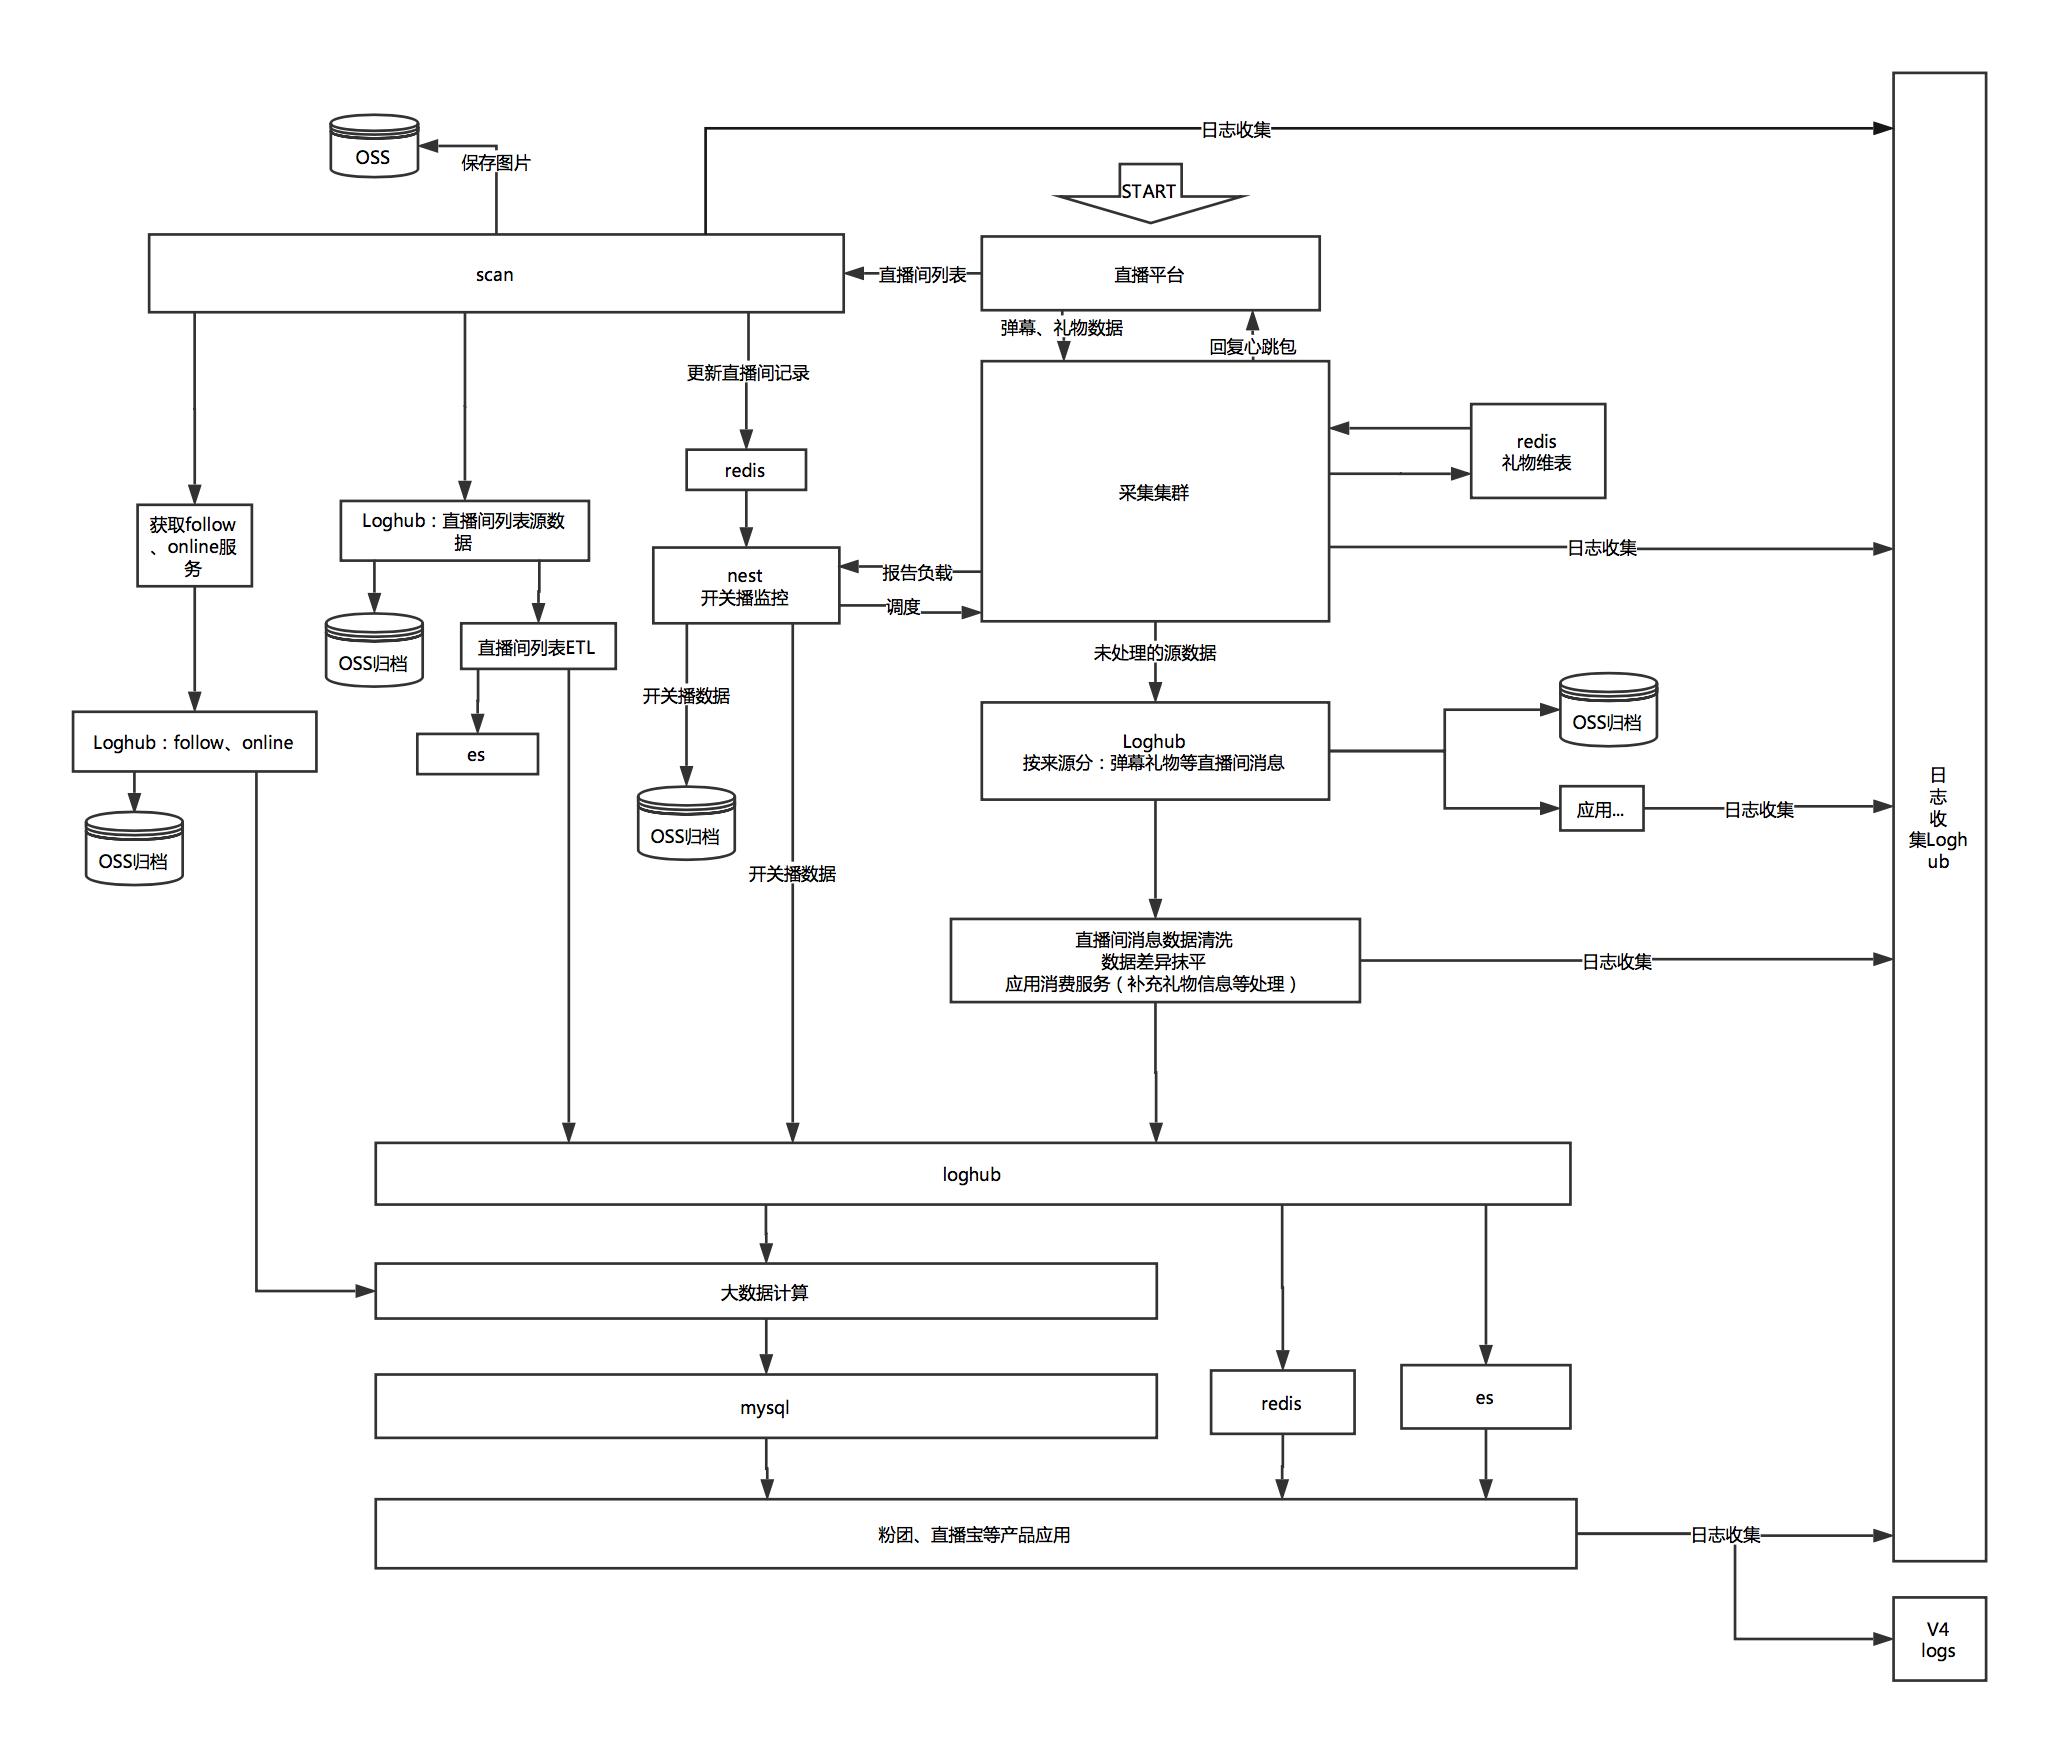 日志收集
OSS
保存图片
START
scan
直播间列表
直播平台
弹幕、礼物数据
回复心跳包
更新直播间记录
redis
采集集群
redis
礼物维表
获取follow
、online服
务
Loghub：直播间列表源数
据
日志收集
nest
开关播监控
报告负载
调度
OSS归档
直播间列表ETL
未处理的源数据
开关播数据
OSS归档
Loghub：follow、online
es
Loghub
按来源分：弹幕礼物等直播间消息
应用...
日志收集
日
志
收
集Logh
ub
OSS归档
OSS归档
开关播数据
直播间消息数据清洗
数据差异抹平
应用消费服务（补充礼物信息等处理）
日志收集
loghub
大数据计算
mysql
redis
es
粉团、直播宝等产品应用
日志收集
V4
logs